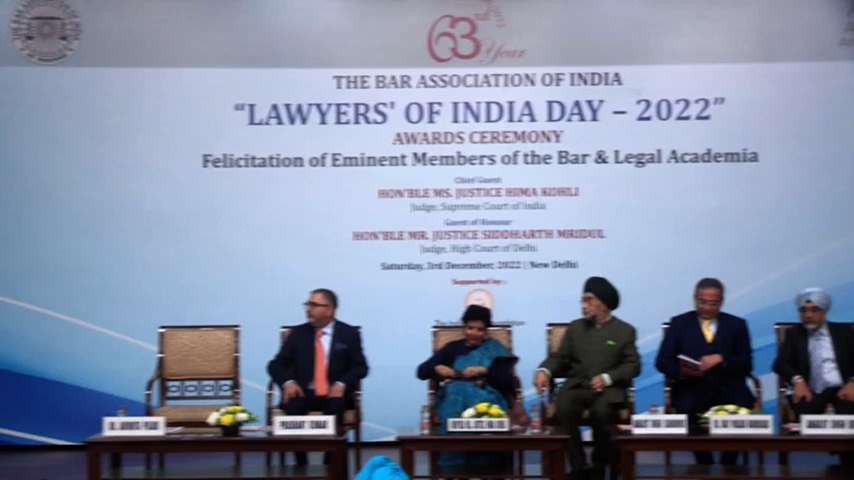 63rd
Year
THE BAR ASSOCIATION OF INDIA
“LAWYERS' OF INDIA DAY – 2022”
AWARDS CEREMONY
Felicitation of Eminent Members of the Bar & Legal Academia
Chief Guest
HON'BLE MS. JUSTICE HIMA KOHLI
Judge, Supreme Court of India
Guest of Honour
HON'BLE MR. JUSTICE SIDDHARTH MRIDUL
Judge, High Court of Delhi
Saturday, 3rd December, 2022 | New Delhi
Supported by :
PRASHANT KUMAR